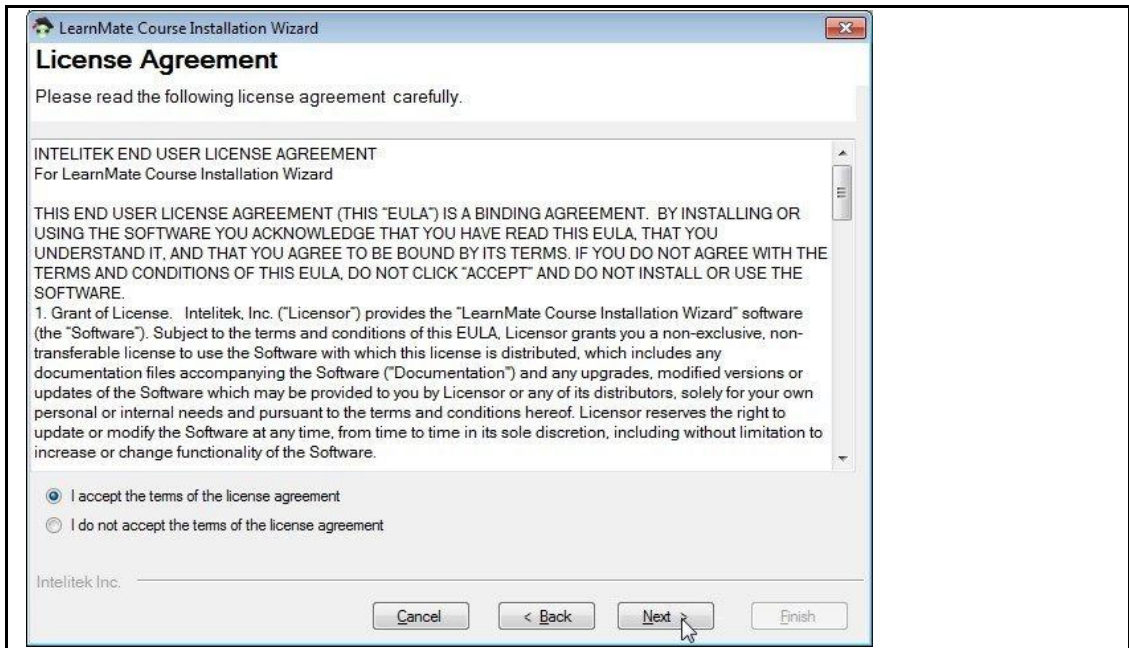 LearnMate Course Installation Wizard
License Agreement
Please read the following license agreement carefully.
INTELITEK END USER LICENSE AGREEMENT
For LearnMate Course Installation Wizard
THIS END USER LICENSE AGREEMENT (THIS “EULA”) IS A BINDING AGREEMENT.  BY INSTALLING OR
USING THE SOFTWARE YOU ACKNOWLEDGE THAT YOU HAVE READ THIS EULA, THAT YOU
UNDERSTAND IT, AND THAT YOU AGREE TO BE BOUND BY ITS TERMS. IF YOU DO NOT AGREE WITH THE
TERMS AND CONDITIONS OF THIS EULA, DO NOT CLICK “ACCEPT” AND DO NOT INSTALL OR USE THE
SOFTWARE.
1. Grant of License.   Intelitek, Inc. (“Licensor”) provides the “LearnMate Course Installation Wizard” software
(the “Software”). Subject to the terms and conditions of this EULA, Licensor grants you a non-exclusive, non-
transferable license to use the Software with which this license is distributed, which includes any
documentation files accompanying the Software (“Documentation”) and any upgrades, modified versions or
updates of the Software which may be provided to you by Licensor or any of its distributors, solely for your own
personal or internal needs and pursuant to the terms and conditions hereof. Licensor reserves the right to
update or modify the Software at any time, from time to time in its sole discretion, including without limitation to
increase or change functionality of the Software.
I accept the terms of the license agreement
I do not accept the terms of the license agreement
Intelitek Inc.
Cancel < Back Next > Finish